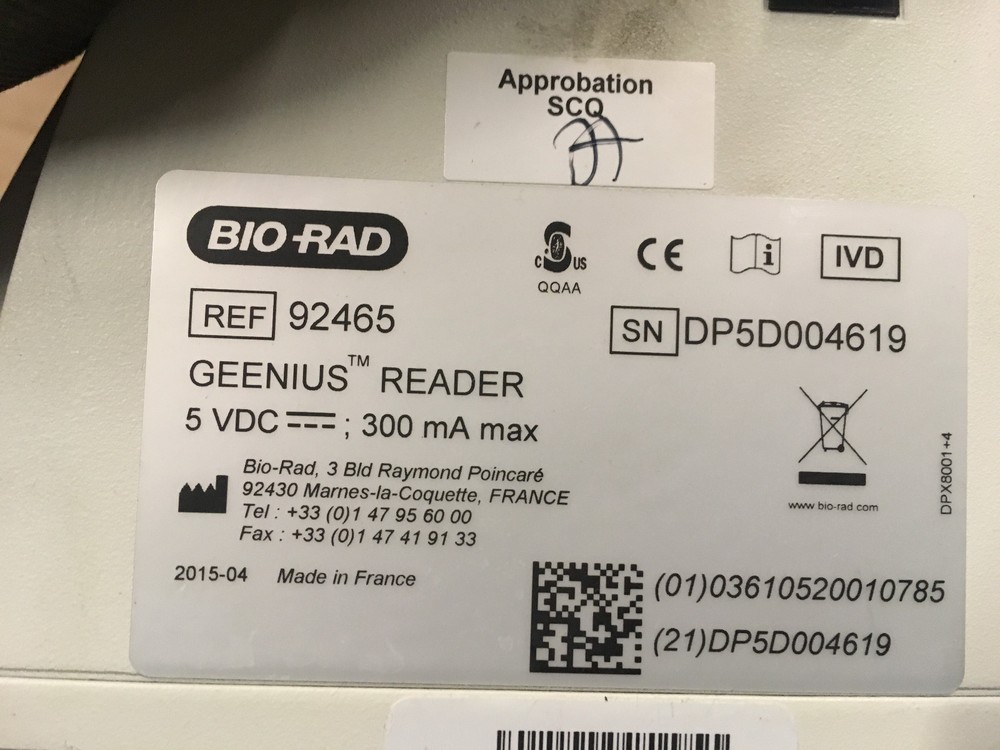 Approbation
SCQ
BIO-RAD
C US
QQAA
CE
i
IVD
REF 92465
SN DP5D004619
GEENIUS™ READER
5 VDC ; 300 mA max
Bio-Rad, 3 Bld Raymond Poincaré
92430 Marnes-la-Coquette, FRANCE
Tel : +33 (0)1 47 95 60 00
Fax : +33 (0)1 47 41 91 33
www.bio-rad.com
DPX8001+4
2015-04 Made in France
(01)03610520010785
(21)DP5D004619